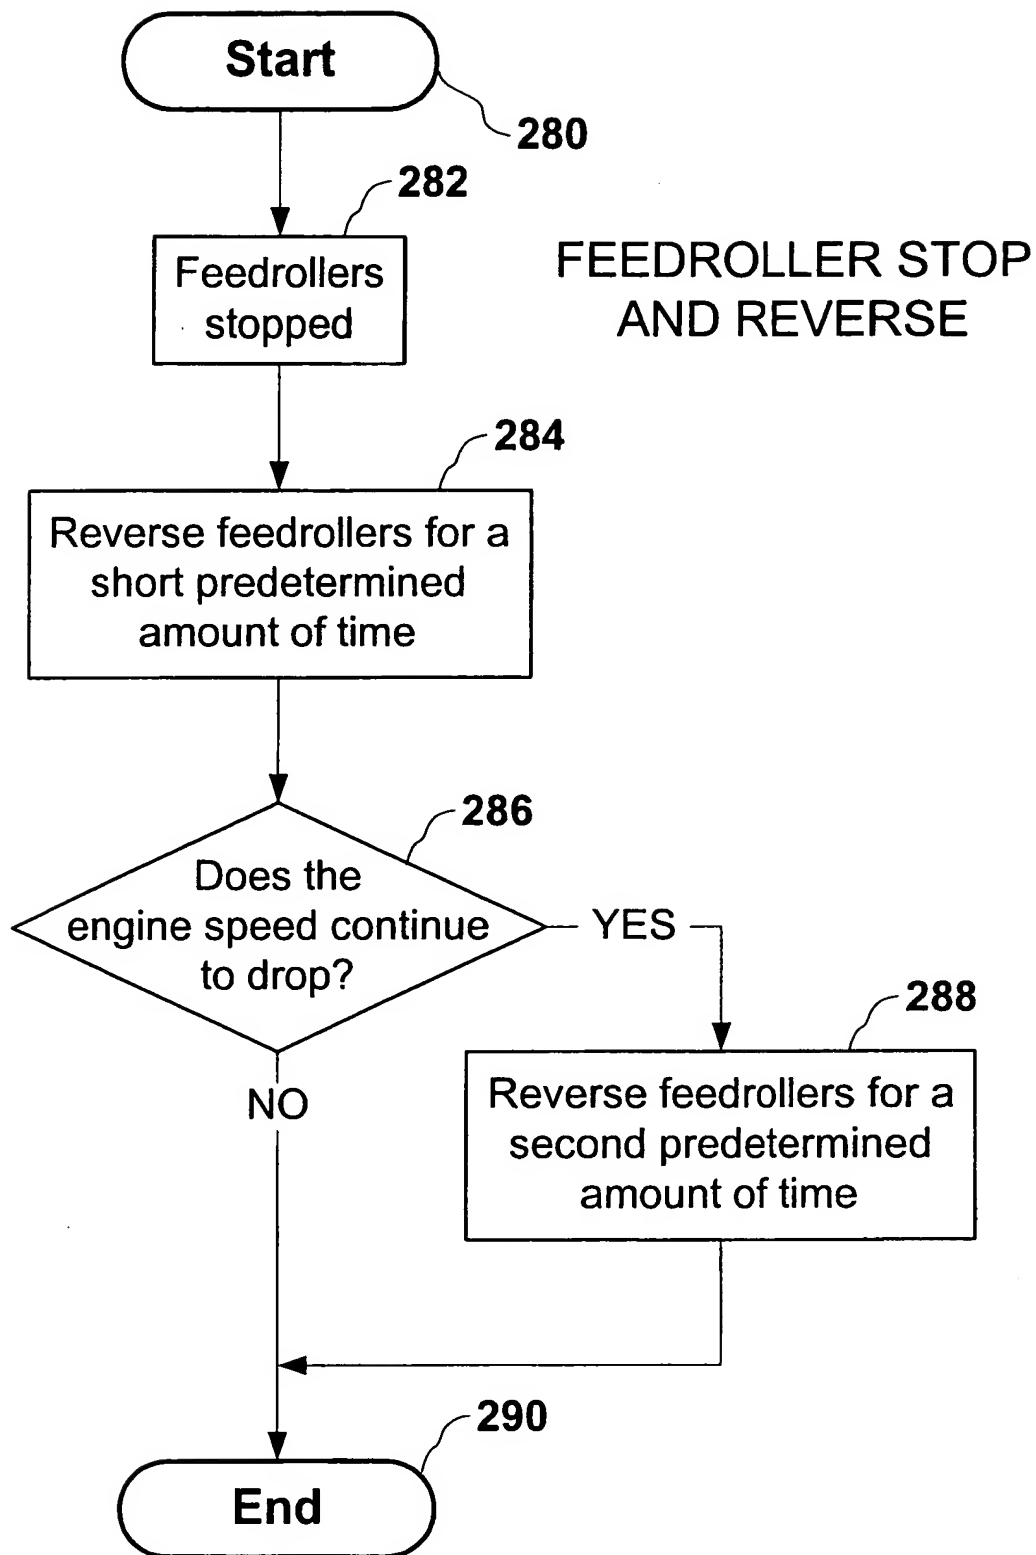 Start
280
282
Feedrollers
stopped
FEEDROLLER STOP
AND REVERSE
284
Reverse feedrollers for a
short predetermined
amount of time
286
Does the
engine speed continue
to drop?
YES
288
NO
Reverse feedrollers for a
second predetermined
amount of time
290
End